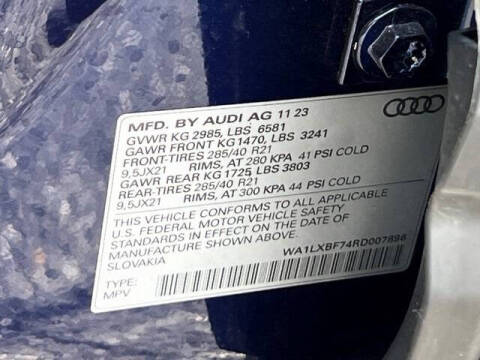 MFD. BY AUDI AG 11 23
GVWR KG 2985, LBS 6581
GAWR FRONT KG 1470, LBS 3241
FRONT-TIRES 285/40 R21
9,5JX21 RIMS, AT 280 KPA 41 PSI COLD
GAWR REAR KG 1725 LBS 3803
REAR-TIRES 285/40 R21
9,5JX21 RIMS, AT 300 KPA 44 PSI COLD
THIS VEHICLE CONFORMS TO ALL APPLICABLE
U.S. FEDERAL MOTOR VEHICLE SAFETY
STANDARDS IN EFFECT ON THE DATE OF
MANUFACTURE SHOWN ABOVE.
SLOVAKIA
WA1LXBF74RD007898
TYPE:
MPV